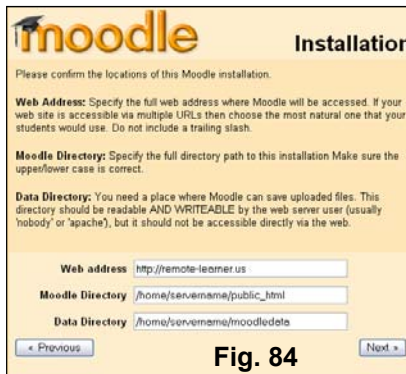 moodle
Installation
Please confirm the locations of this Moodle installation.
Web Address: Specify the full web address where Moodle will be accessed. If your
web site is accessible via multiple URLs then choose the most natural one that your
students would use. Do not include a trailing slash.
Moodle Directory: Specify the full directory path to this installation Make sure the
upper/lower case is correct.
Data Directory: You need a place where Moodle can save uploaded files. This
directory should be readable AND WRITEABLE by the web server user (usually
'nobody' or 'apache'), but it should not be accessible directly via the web.
Web address http://remote-learner.us
Moodle Directory /home/servername/public_html
Data Directory /home/servername/moodledata
« Previous
Fig. 84
Next »